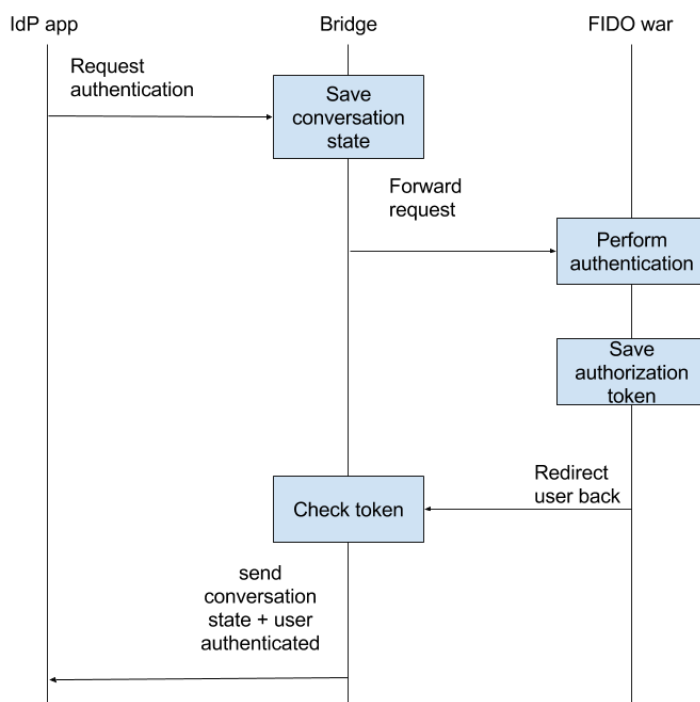 IdP app
Bridge
FIDO war
Request
authentication
Save
conversation
state
Forward
request
Perform
authentication
Save
authorization
token
Redirect
user back
Check token
send
conversation
state + user
authenticated